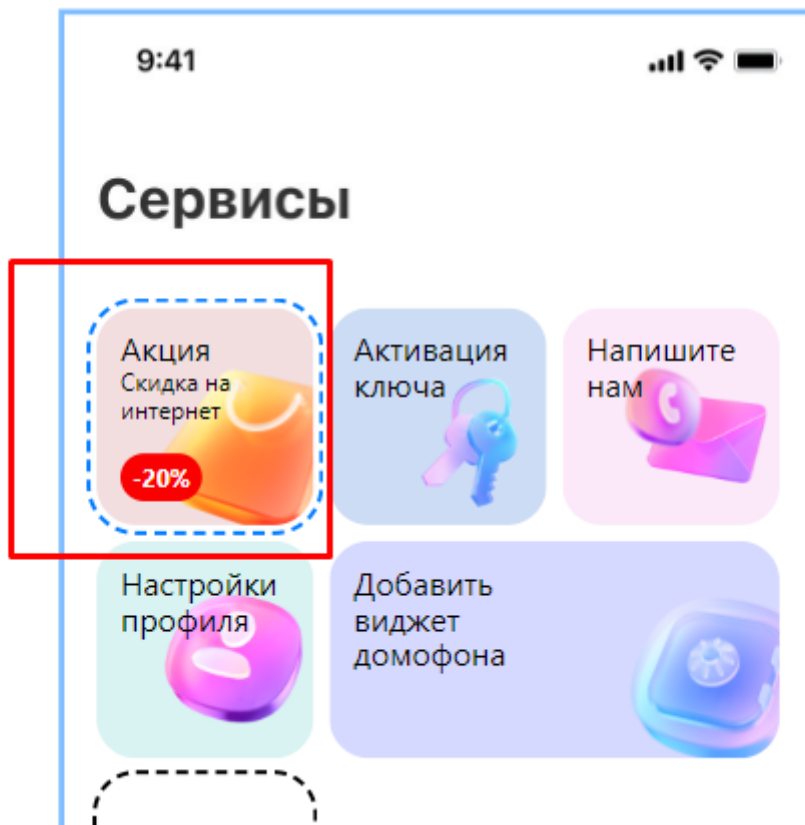 9:41
Сервисы
Акция
Скидка на
интернет
-20%
Активация
ключа
Напишите
нам
Настройки
профиля
Добавить
виджет
домофона